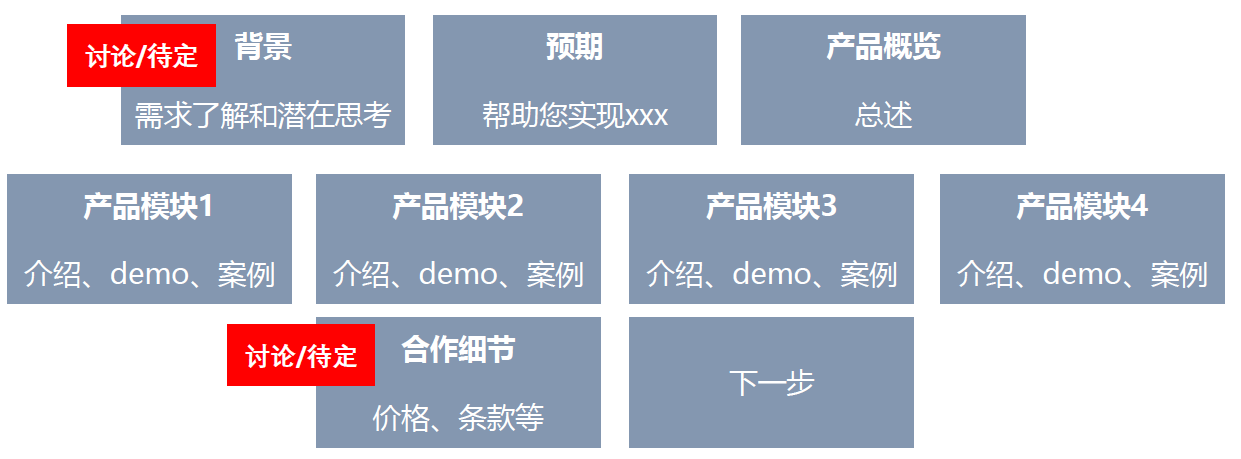 讨论/待定
背景
需求了解和潜在思考
预期
帮助您实现xxx
产品概览
总述
产品模块1
介绍、demo、案例
产品模块2
介绍、demo、案例
产品模块3
介绍、demo、案例
产品模块4
介绍、demo、案例
讨论/待定
合作细节
价格、条款等
下一步